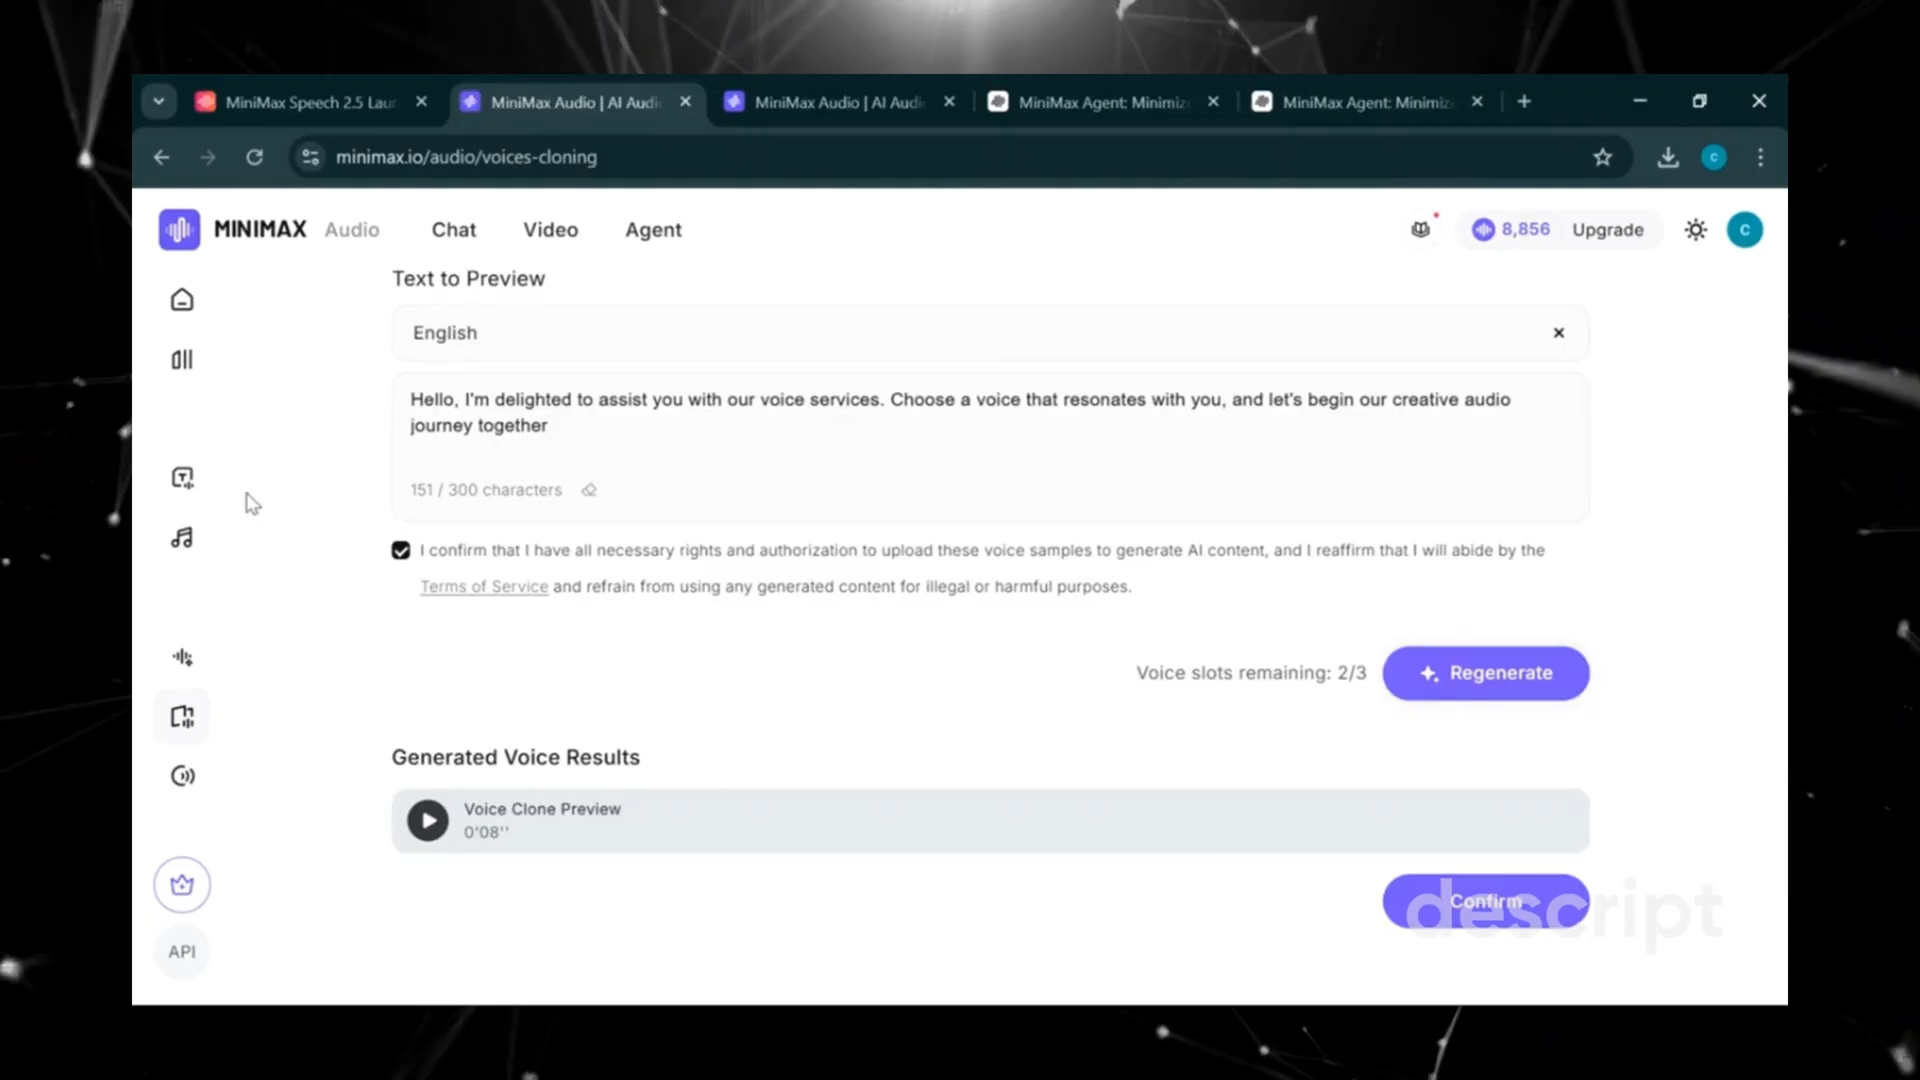 MiniMax Speech 2.5 Laun
MiniMax Audio | AI Audio
MiniMax Audio | AI Audi
MiniMax Agent: Minimiz
MiniMax Agent: Minimiz
minimax.io/audio/voices-cloning
C
MINIMAX Audio
Chat
Video
Agent
8,856
Upgrade
C
Text to Preview
English
Hello, I'm delighted to assist you with our voice services. Choose a voice that resonates with you, and let's begin our creative audio
journey together
151 / 300 characters
I confirm that I have all necessary rights and authorization to upload these voice samples to generate AI content, and I reaffirm that I will abide by the
Terms of Service and refrain from using any generated content for illegal or harmful purposes.
Voice slots remaining: 2/3
Regenerate
Generated Voice Results
Voice Clone Preview
0'08''
Confirm
descript
API